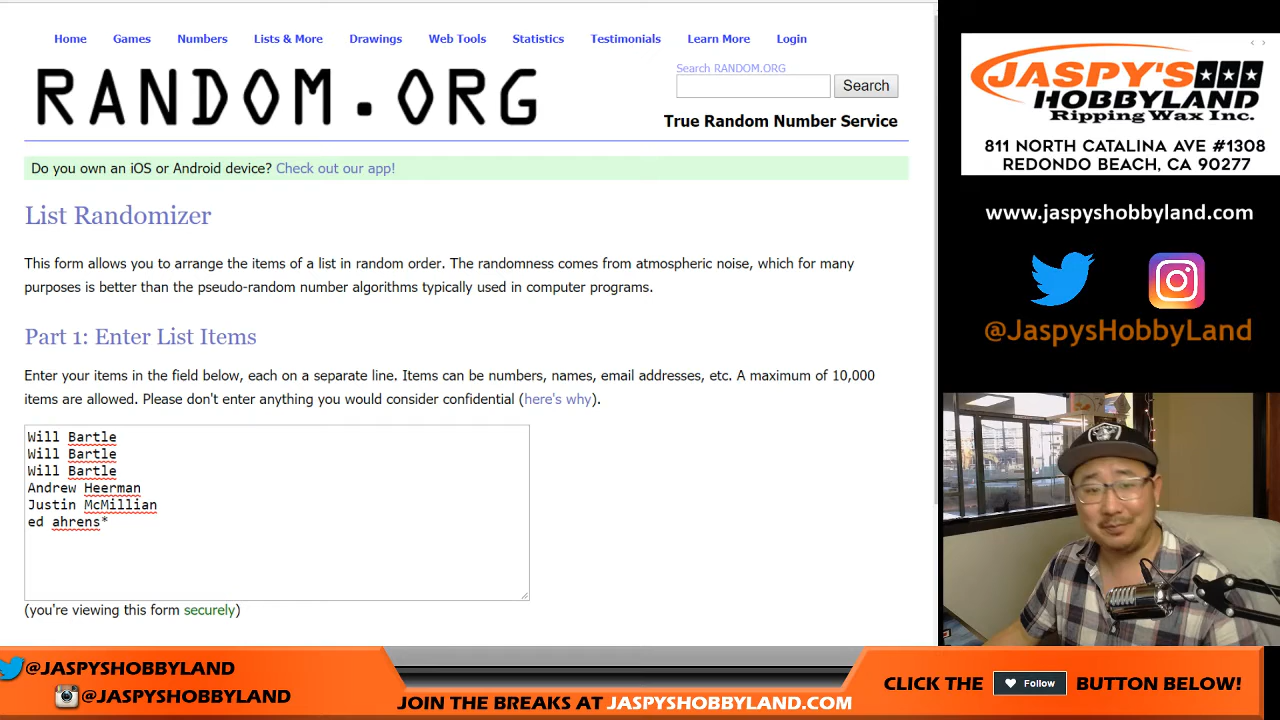 Home Games Numbers Lists & More Drawings Web Tools Statistics Testimonials Learn More Login
RANDOM.ORG
Search RANDOM.ORG
Search
True Random Number Service
Do you own an iOS or Android device? Check out our app!
List Randomizer
This form allows you to arrange the items of a list in random order. The randomness comes from atmospheric noise, which for many
purposes is better than the pseudo-random number algorithms typically used in computer programs.
Part 1: Enter List Items
Enter your items in the field below, each on a separate line. Items can be numbers, names, email addresses, etc. A maximum of 10,000
items are allowed. Please don't enter anything you would consider confidential (here's why).
Will Bartle
Will Bartle
Will Bartle
Andrew Heerman
Justin McMillian
ed ahrens*
(you're viewing this form securely)
JASPY'S
HOBBYLAND
Ripping Wax Inc.
811 NORTH CATALINA AVE #1308
REDONDO BEACH, CA 90277
www.jaspyshobbyland.com
@JaspysHobbyLand
@JASPYSHOBBYLAND
@JASPYSHOBBYLAND
JOIN THE BREAKS AT JASPYSHOBBYLAND.COM
CLICK THE Follow BUTTON BELOW!